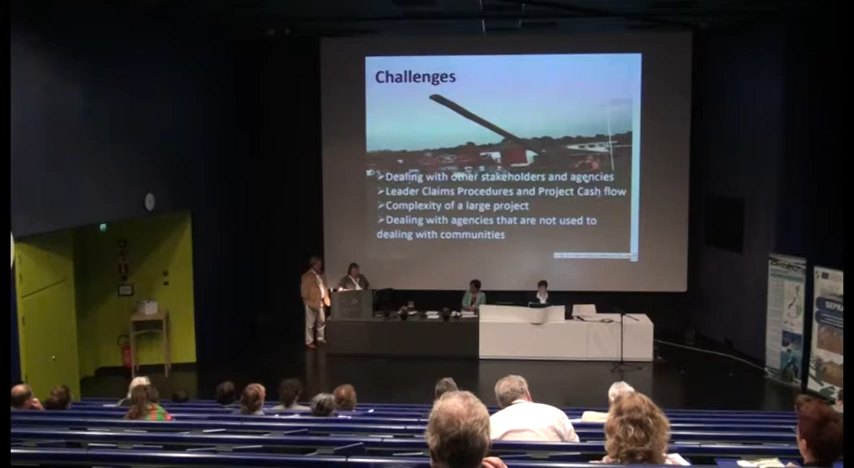 Challenges
➢Dealing with other stakeholders and agencies
➢Leader Claims Procedures and Project Cash flow
➢Complexity of a large project
➢Dealing with agencies that are not used to
dealing with communities